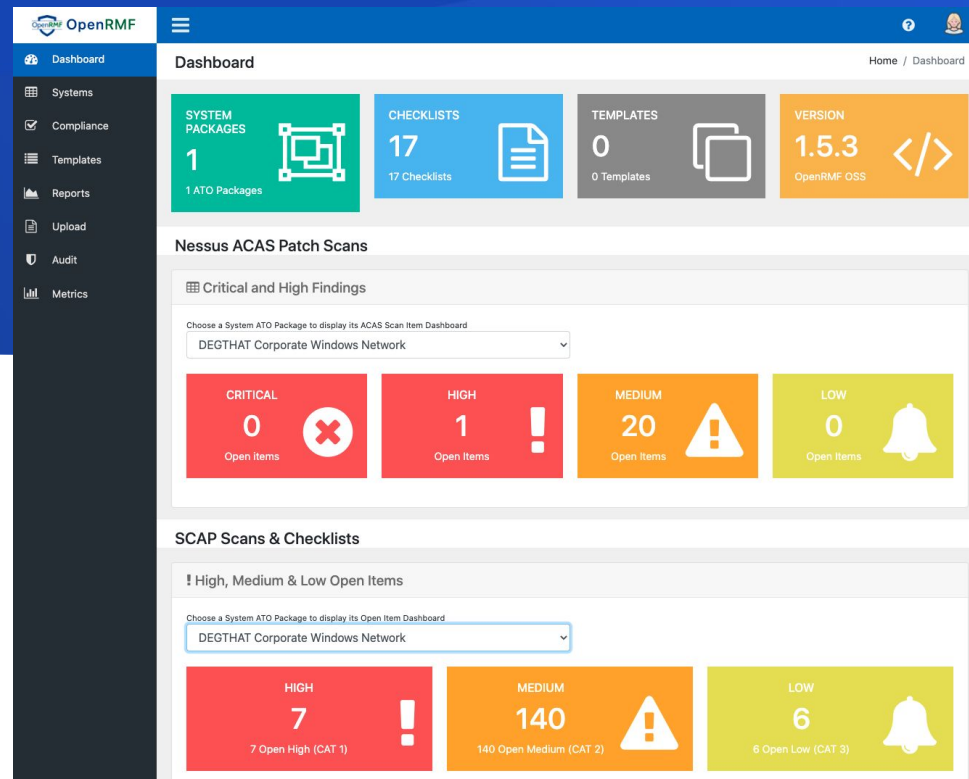 OpenRMF OpenRMF
Dashboard
Systems
Compliance
Templates
Reports
Upload
Audit
Metrics
Dashboard
Home / Dashboard
SYSTEM
PACKAGES
1
1 ATO Packages
CHECKLISTS
17
17 Checklists
TEMPLATES
0
0 Templates
VERSION
1.5.3
OpenRMF OSS
</>
Nessus ACAS Patch Scans
Critical and High Findings
Choose a System ATO Package to display its ACAS Scan Item Dashboard
DEGTHAT Corporate Windows Network
CRITICAL
0
Open items
HIGH
1
Open Items
MEDIUM
20
Open Items
LOW
0
Open Items
SCAP Scans & Checklists
! High, Medium & Low Open Items
Choose a System ATO Package to display its Open Item Dashboard
DEGTHAT Corporate Windows Network
HIGH
7
7 Open High (CAT 1)
MEDIUM
140
140 Open Medium (CAT 2)
LOW
6
6 Open Low (CAT 3)